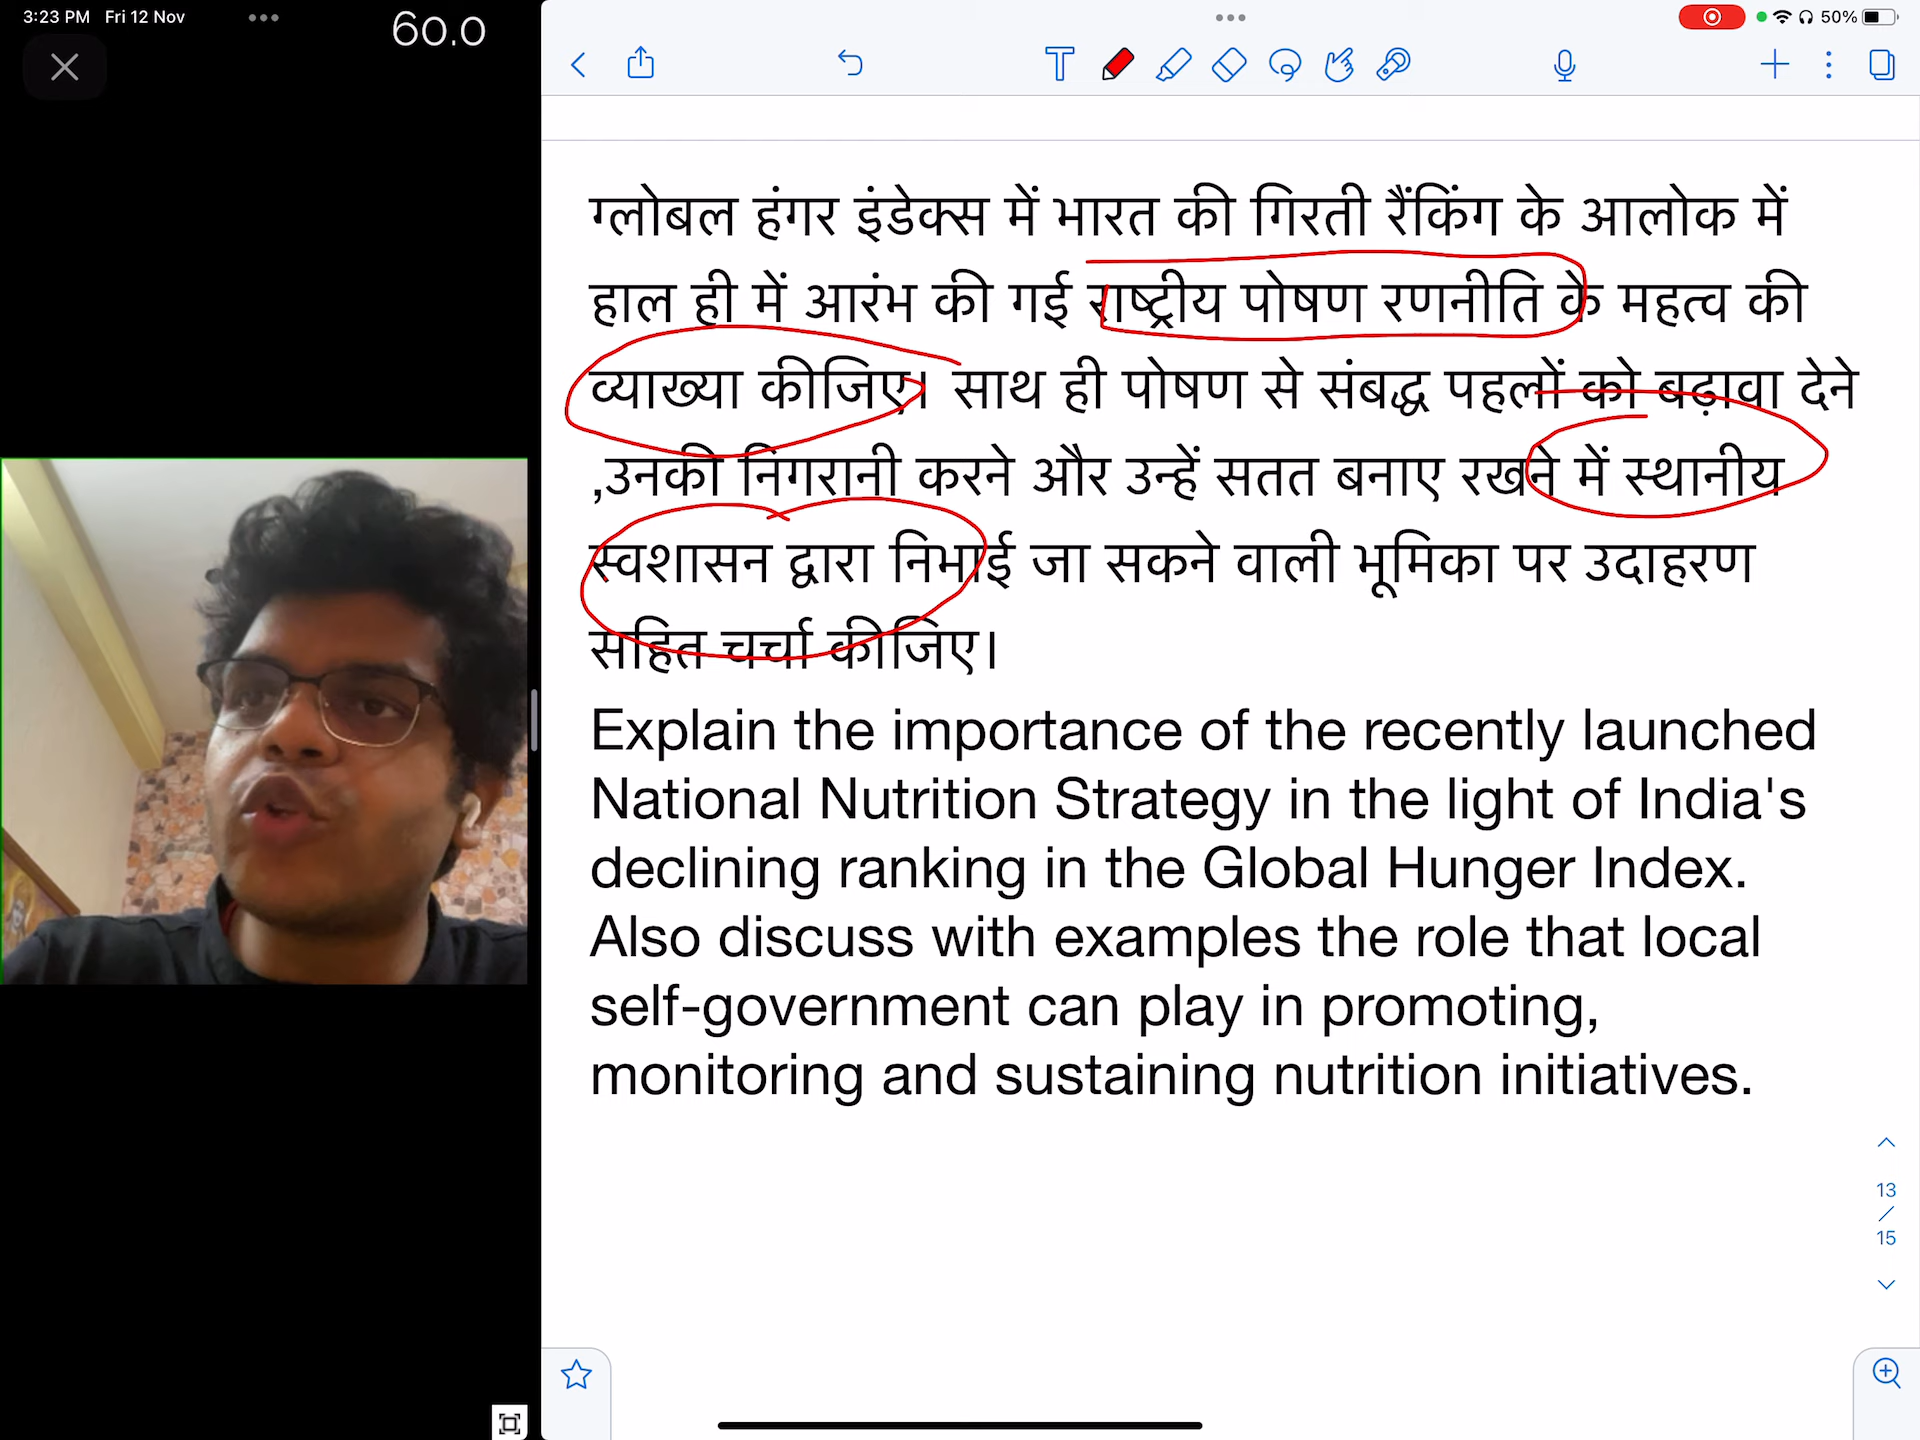 3:23 PM Fri 12 Nov
60.0
50%
ग्लोबल हंगर इंडेक्स में भारत की गिरती रैंकिंग के आलोक में
हाल ही में आरंभ की गई राष्ट्रीय पोषण रणनीति के महत्व की
व्याख्या कीजिए। साथ ही पोषण से संबद्ध पहलों को बड़ावा देने
,उनकी निगरानी करने और उन्हें सतत बनाए रखने में स्थानीय
स्वशासन द्वारा निभाई जा सकने वाली भूमिका पर उदाहरण
सहित चर्चा कीजिए।
Explain the importance of the recently launched
National Nutrition Strategy in the light of India's
declining ranking in the Global Hunger Index.
Also discuss with examples the role that local
self-government can play in promoting,
monitoring and sustaining nutrition initiatives.
13
/
15